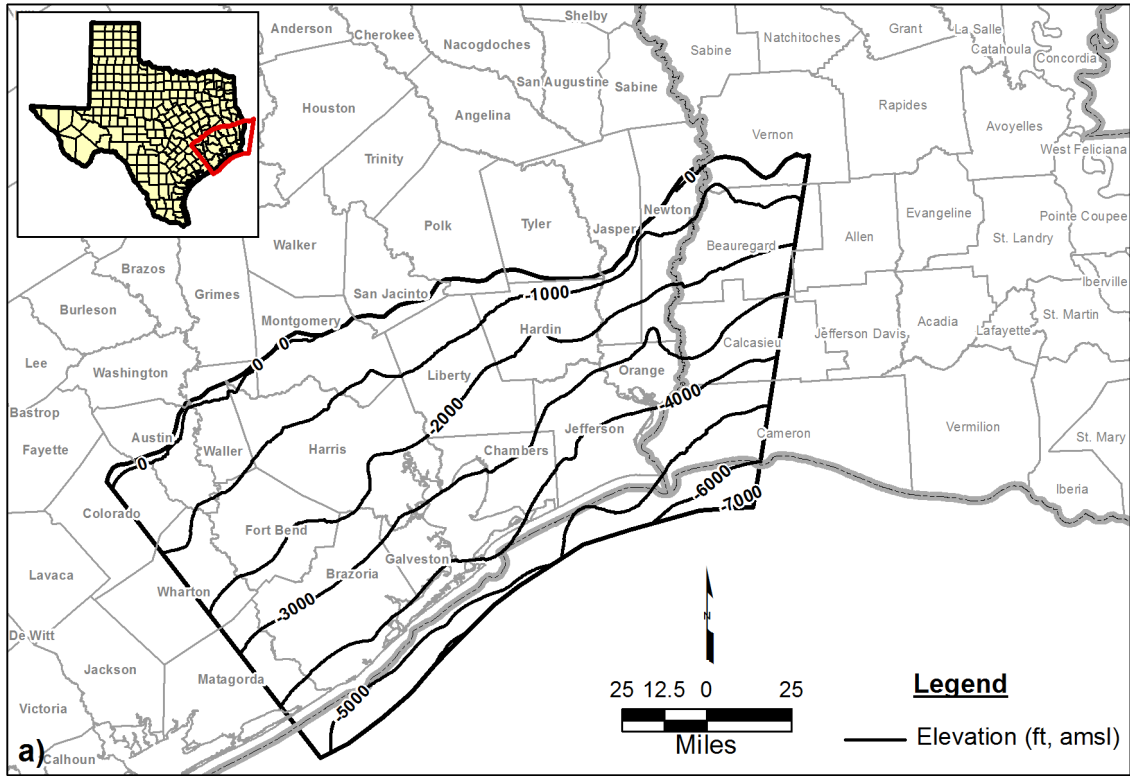 Shelby
Anderson
Cherokee
Nacogdoches
Sabine
Natchitoches
Grant
La Salle
Catahoula
Concordia
San Augustine
Sabine
Houston
Angelina
Rapides
Avoyelles
Vernon
West Feliciana
Trinity
0
Newton
Polk
Tyler
Jasper
Evangeline
Pointe Coupee
Walker
Beauregard
Allen
St. Landry
Brazos
Grimes
San Jacinto
-1000
Iberville
Burleson
Montgomery
Hardin
St. Martin
0
Acadia
Lafayette
Jefferson Davis
Calcasieu
Lee
Washington
0
Liberty
Orange
-4000
Bastrop
-2000
Fayette
Austin
Waller
Harris
Chambers
Jefferson
Cameron
Vermilion
St. Mary
0
-6000
Iberia
-7000
Colorado
Fort Bend
Galveston
Lavaca
Brazoria
Wharton
-3000
N
De Witt
Jackson
Matagorda
25 12.5 0 25
Legend
Victoria
-5000
Miles
Elevation (ft, amsl)
a)
Calhoun